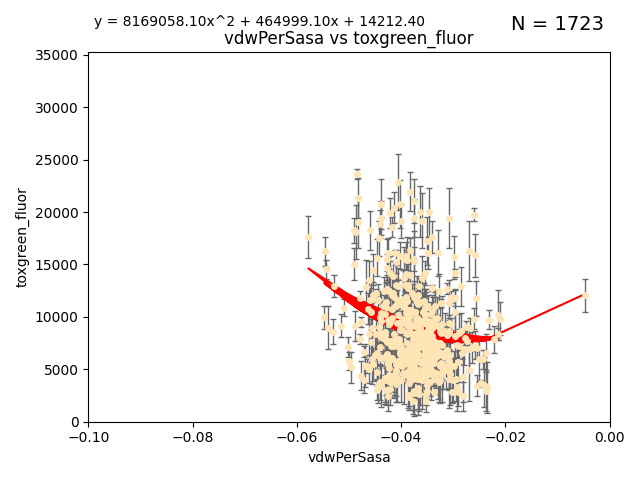 y = 8169058.10x^2 + 464999.10x + 14212.40
N = 1723
vdwPerSasa vs toxgreen_fluor
35000
30000
25000
20000
15000
10000
5000
0
toxgreen_fluor
−0.10
−0.08
−0.06
−0.04
−0.02
0.00
vdwPerSasa